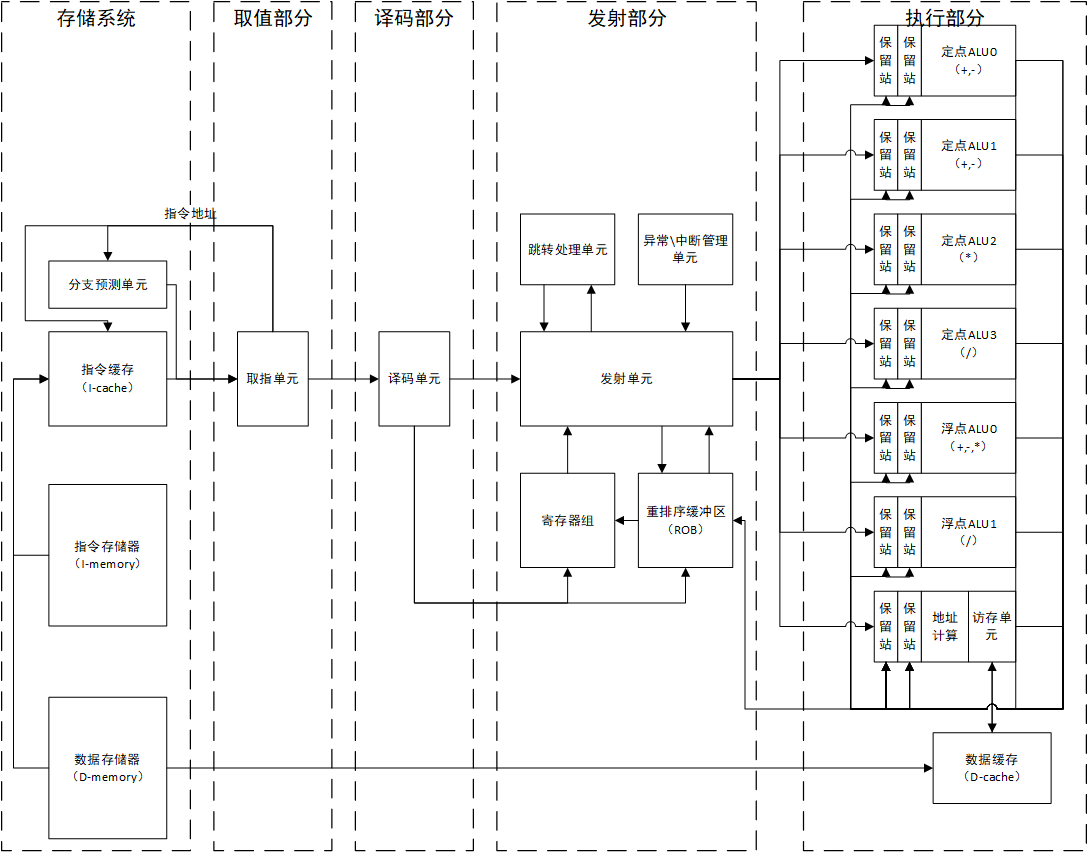 存储系统
取值部分
译码部分
发射部分
执行部分
保留站
保留站
定点ALU0
（+,-）
保留站
保留站
定点ALU1
（+,-）
指令地址
分支预测单元
跳转处理单元
异常\中断管理
单元
保留站
保留站
定点ALU2
（*）
保留站
保留站
定点ALU3
（/）
指令缓存
（I-cache）
取指单元
译码单元
发射单元
保留站
保留站
浮点ALU0
（+,-,*）
寄存器组
重排序缓冲区
（ROB）
保留站
保留站
浮点ALU1
（/）
指令存储器
（I-memory）
保留站
保留站
地址
计算
访存单
元
数据存储器
（D-memory）
数据缓存
（D-cache）